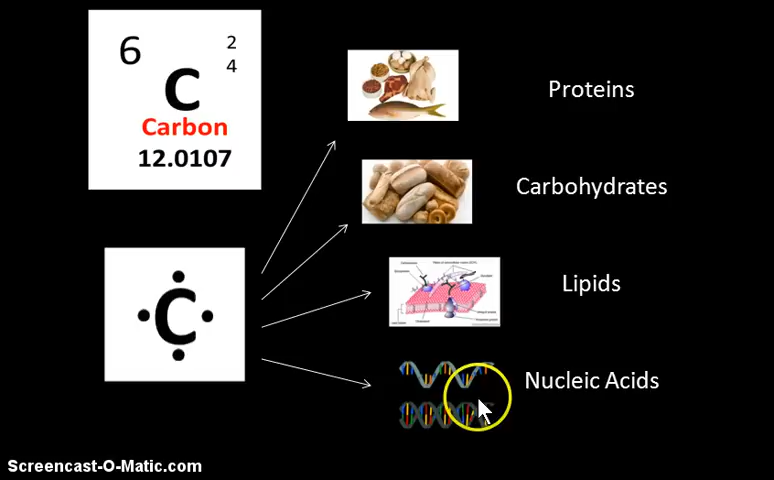 6
2
4
C
Carbon
12.0107
C
Proteins
Carbohydrates
Lipids
Nucleic Acids
Screencast-O-Matic.com